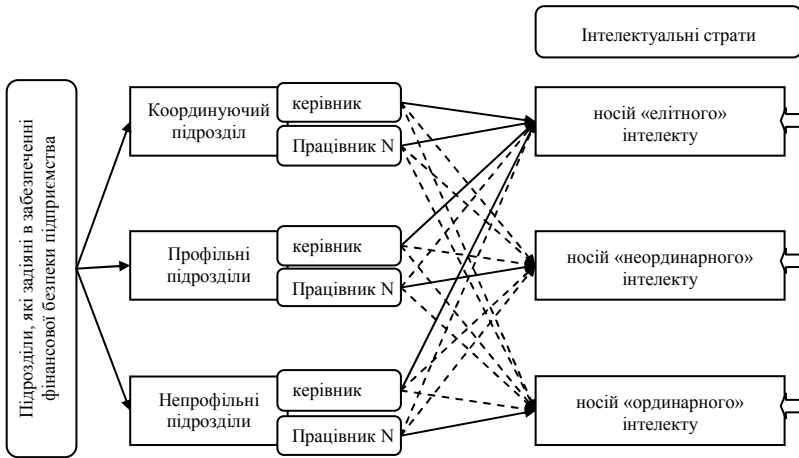 Підрозділи, які задіяні в забезпеченні
фінансової безпеки підприємства
Інтелектуальні страти
Координуючий
підрозділ
керівник
Працівник N
носій «елітного»
інтелекту
Профільні
підрозділи
керівник
Працівник N
носій «неординарного»
інтелекту
Непрофільні
підрозділи
керівник
Працівник N
носій «ординарного»
інтелекту